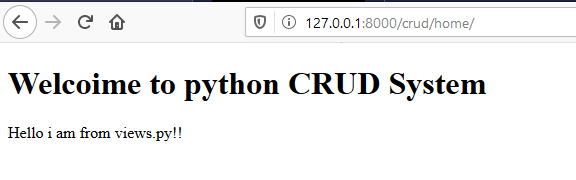 127.0.0.1:8000/crud/home/
Welcoime to python CRUD System
Hello i am from views.py!!